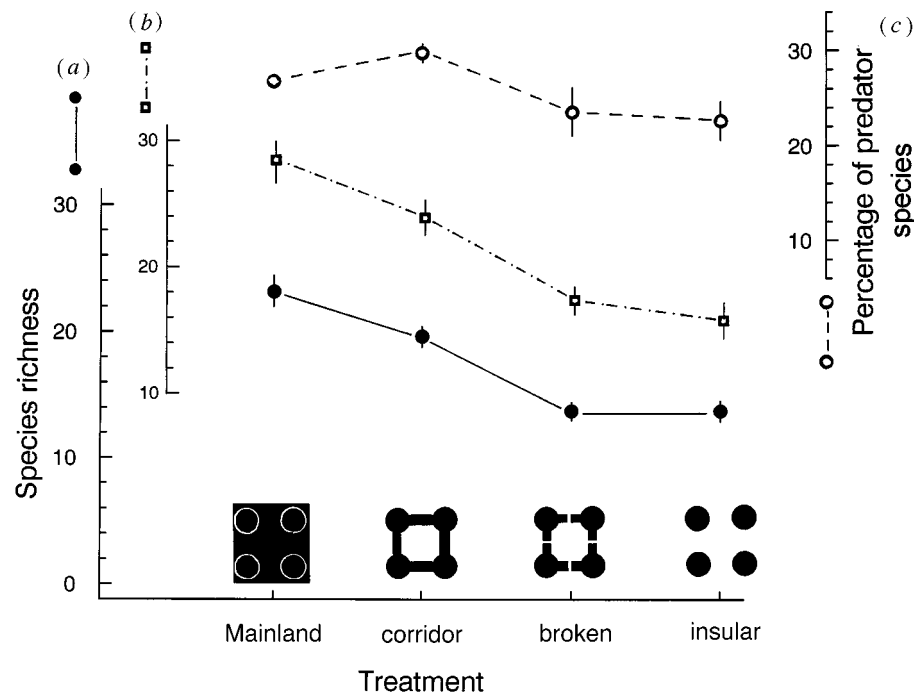 (a)
(b)
(c)
30
20
10
0
Species richness
30
20
10
30
20
10
Percentage of predator
species
Mainland
corridor
broken
insular
Treatment